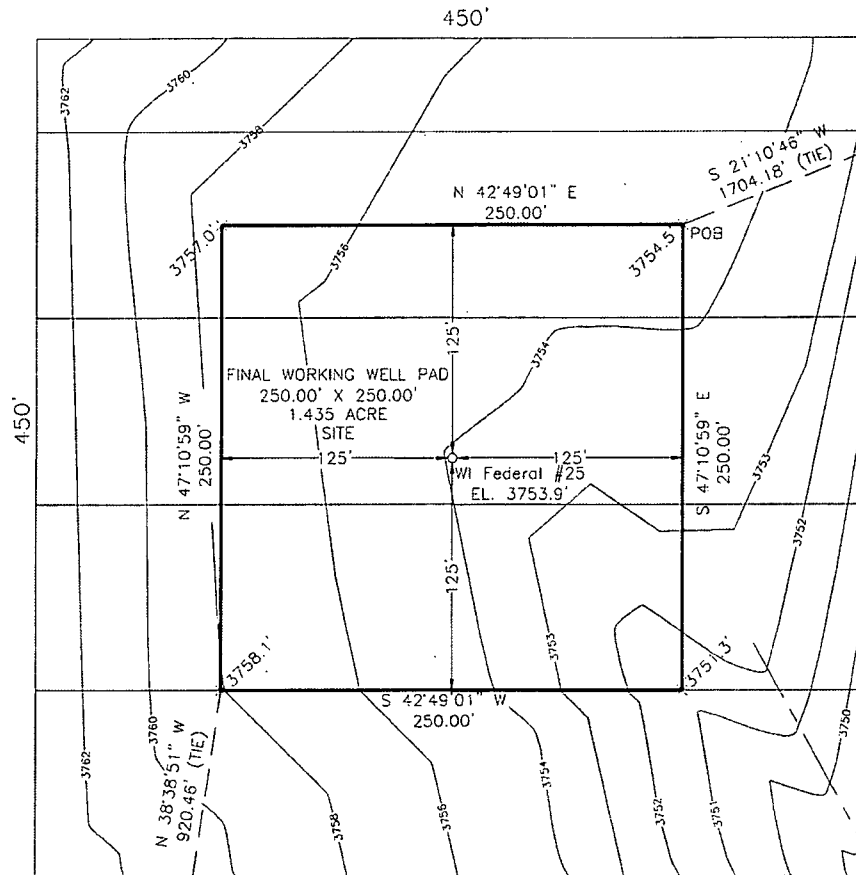 450'
3762
3760
3758
S 21°10'46" W
1704.18' (TIE)
N 42°49'01" E
250.00'
3756
3757.0'
3754.5'
POB
450'
125'
3754
FINAL WORKING WELL PAD
250.00' X 250.00'
1.435 ACRE
SITE
N 47°10'59" W
250.00'
S 47°10'59" E
250.00'
125'
125'
WI Federal #25
EL. 3753.9'
3753
3752
125'
3753
3758.1'
3751.3'
S 42°49'01" W
250.00'
3750
3760
3762
N 38°38'51" W
920.46' (TIE)
3754
3758
3756
3752
3751